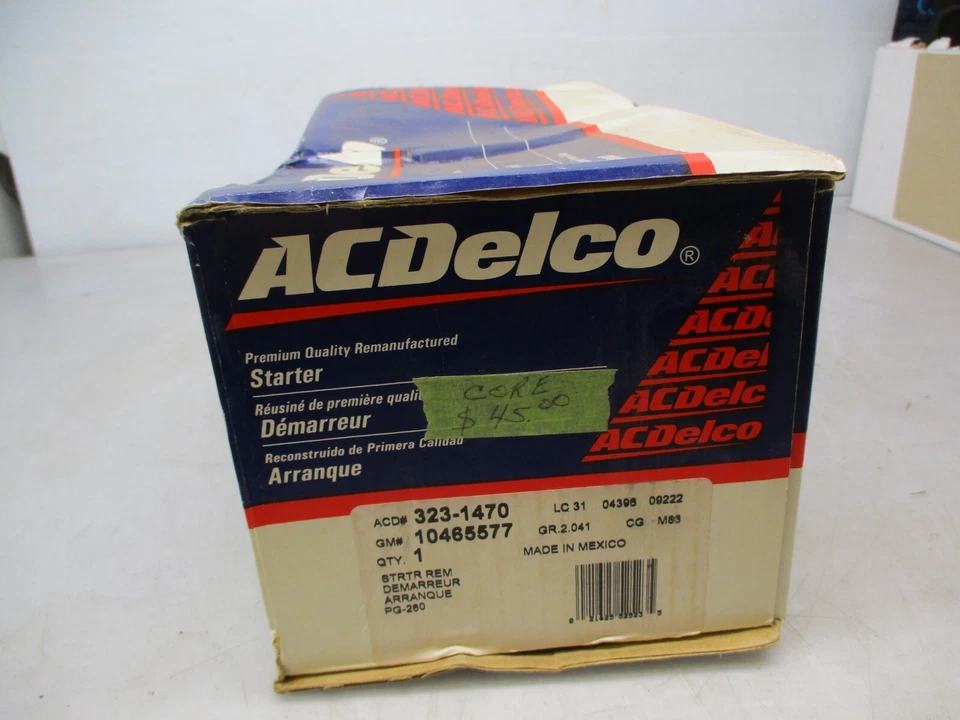 ACDelco®
Premium Quality Remanufactured
Starter
Réusiné de première quali
Démarreur
Reconstruido de Primera Calidad
Arranque
CORE
$45.00
ACDel
ACDelc
ACDelco
ACD# 323-1470
GM# 10465577
QTY. 1
STRTR REM
DEMARREUR
ARRANQUE
PG-260
LC 31 04396 09222
GR.2.041 CG M83
MADE IN MEXICO